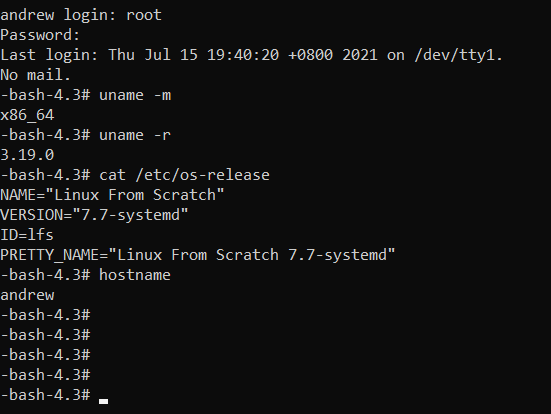 andrew login: root
Password:
Last login: Thu Jul 15 19:40:20 +0800 2021 on /dev/tty1.
No mail.
-bash-4.3# uname -m
x86_64
-bash-4.3# uname -r
3.19.0
-bash-4.3# cat /etc/os-release
NAME="Linux From Scratch"
VERSION="7.7-systemd"
ID=lfs
PRETTY_NAME="Linux From Scratch 7.7-systemd"
-bash-4.3# hostname
andrew
-bash-4.3#
-bash-4.3#
-bash-4.3#
-bash-4.3#
-bash-4.3#